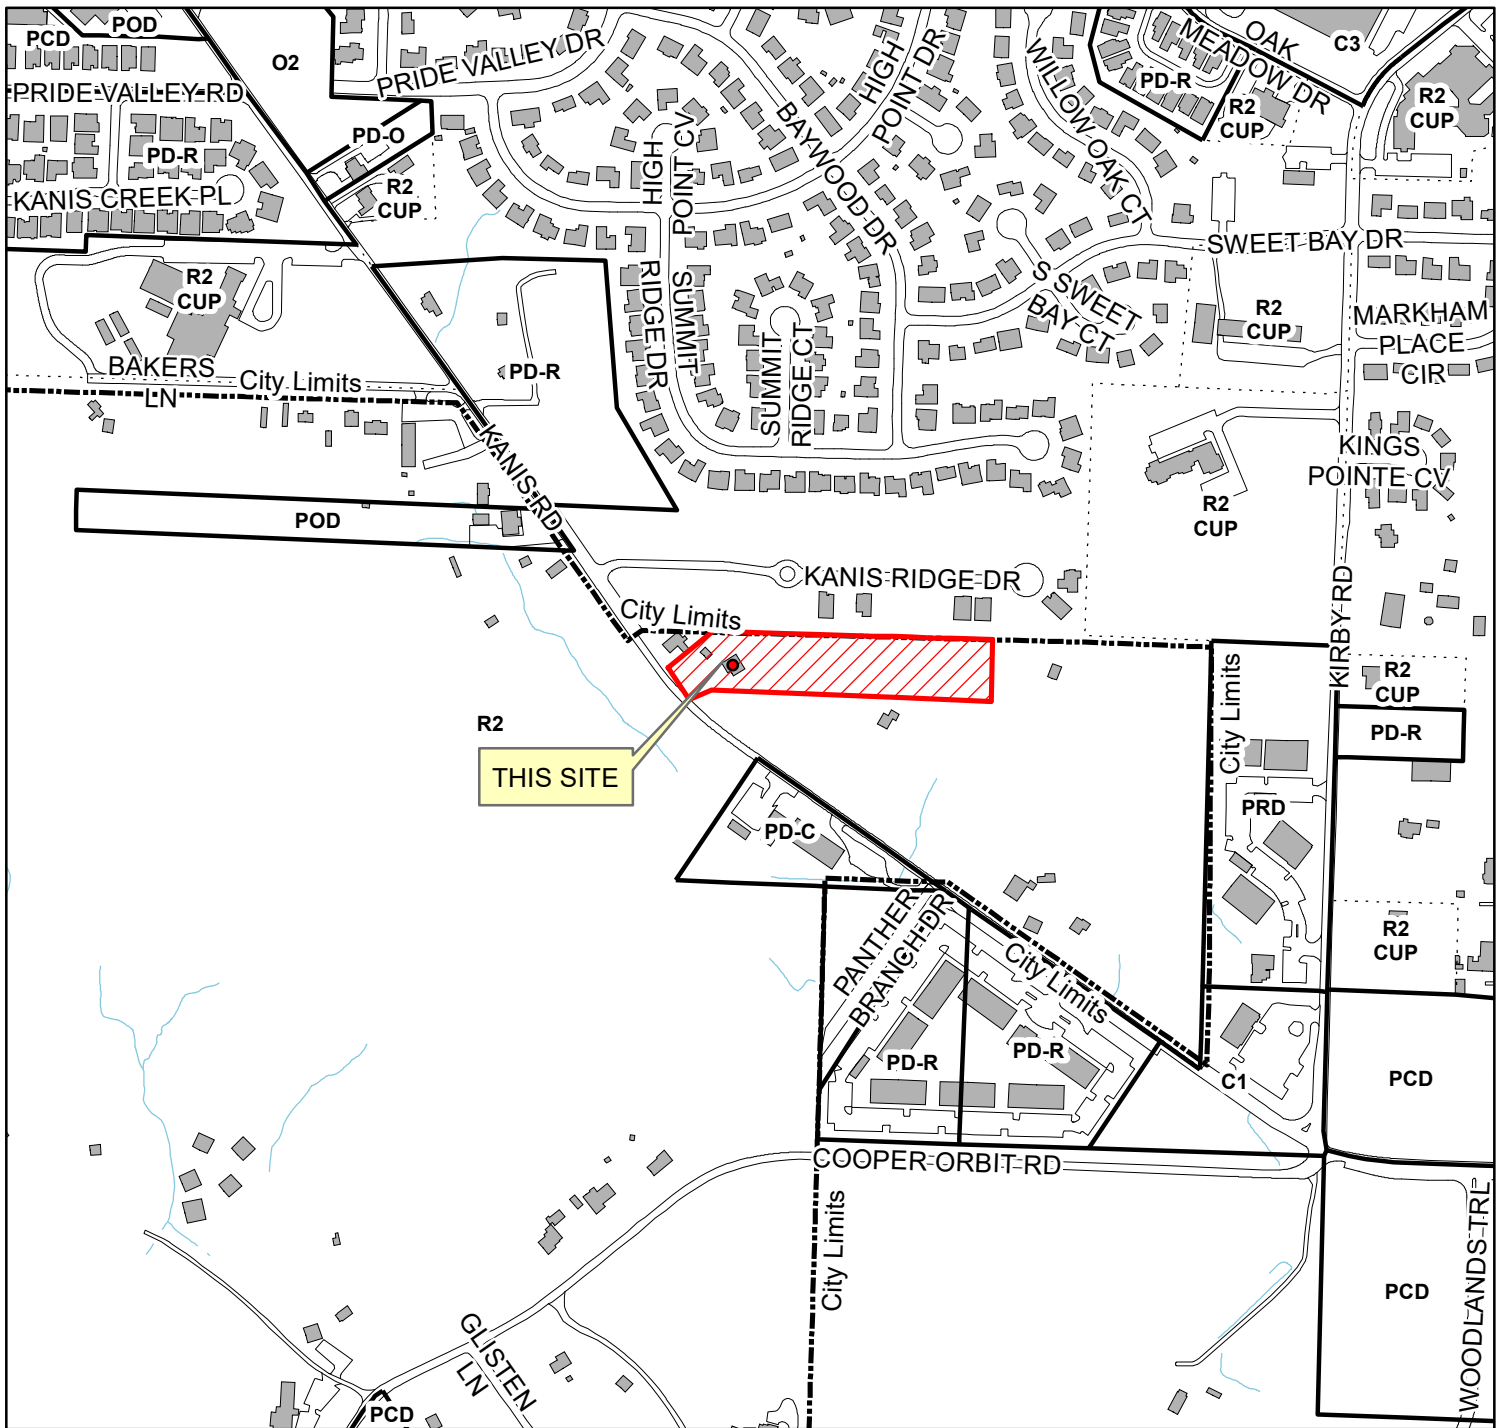 POD
PCD
O2
PRIDE VALLEY DR
HIGH
POINT DR
WILLOW OAK CT
OAK
MEADOW DR
C3
PD-R
R2
CUP
R2
CUP
PRIDE VALLEY RD
PD-O
PD-R
R2
CUP
KANIS CREEK PL
HIGH
POINT CV
BAYWOOD DR
SWEET BAY DR
R2
CUP
RIDGE DR
SUMMIT
S SWEET
BAY CT
R2
CUP
MARKHAM
PLACE
CIR
BAKERS
LN
City Limits
PD-R
SUMMIT
RIDGE CT
KANIS RD
KINGS
POINTE CV
R2
CUP
POD
KANIS RIDGE DR
City Limits
KIRBY RD
R2
CUP
City Limits
R2
PD-R
THIS SITE
PRD
PD-C
PANTHER
BRANCH DR
City Limits
R2
CUP
PD-R
PD-R
C1
PCD
COOPER ORBIT RD
City Limits
WOODLANDS TRL
PCD
GLISTEN
LN
PCD